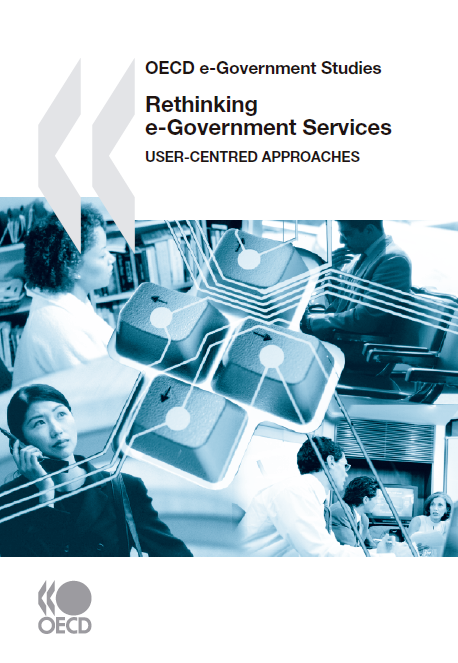 OECD e-Government Studies
Rethinking
e-Government Services
USER-CENTRED APPROACHES
OECD